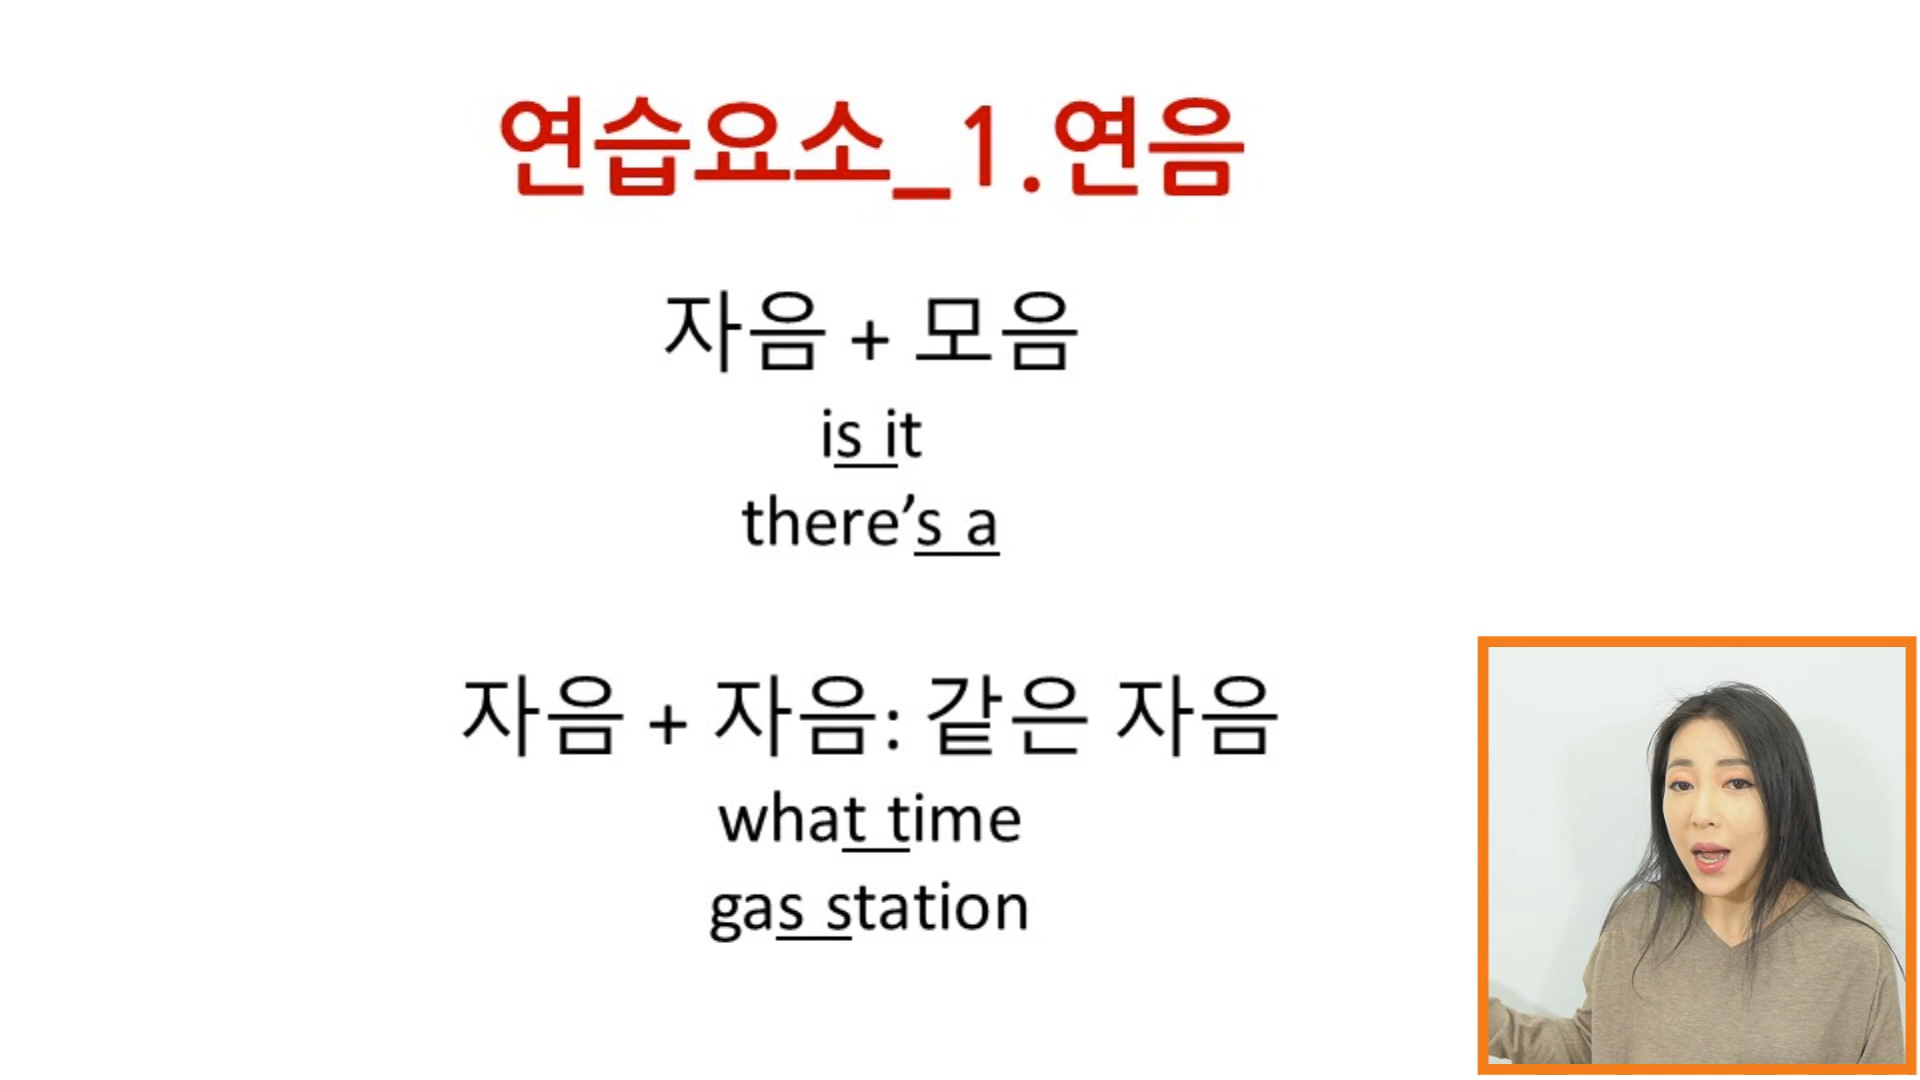 연습요소_1.연음
자음 + 모음
is it
there’s a
자음 + 자음: 같은 자음
what time
gas station